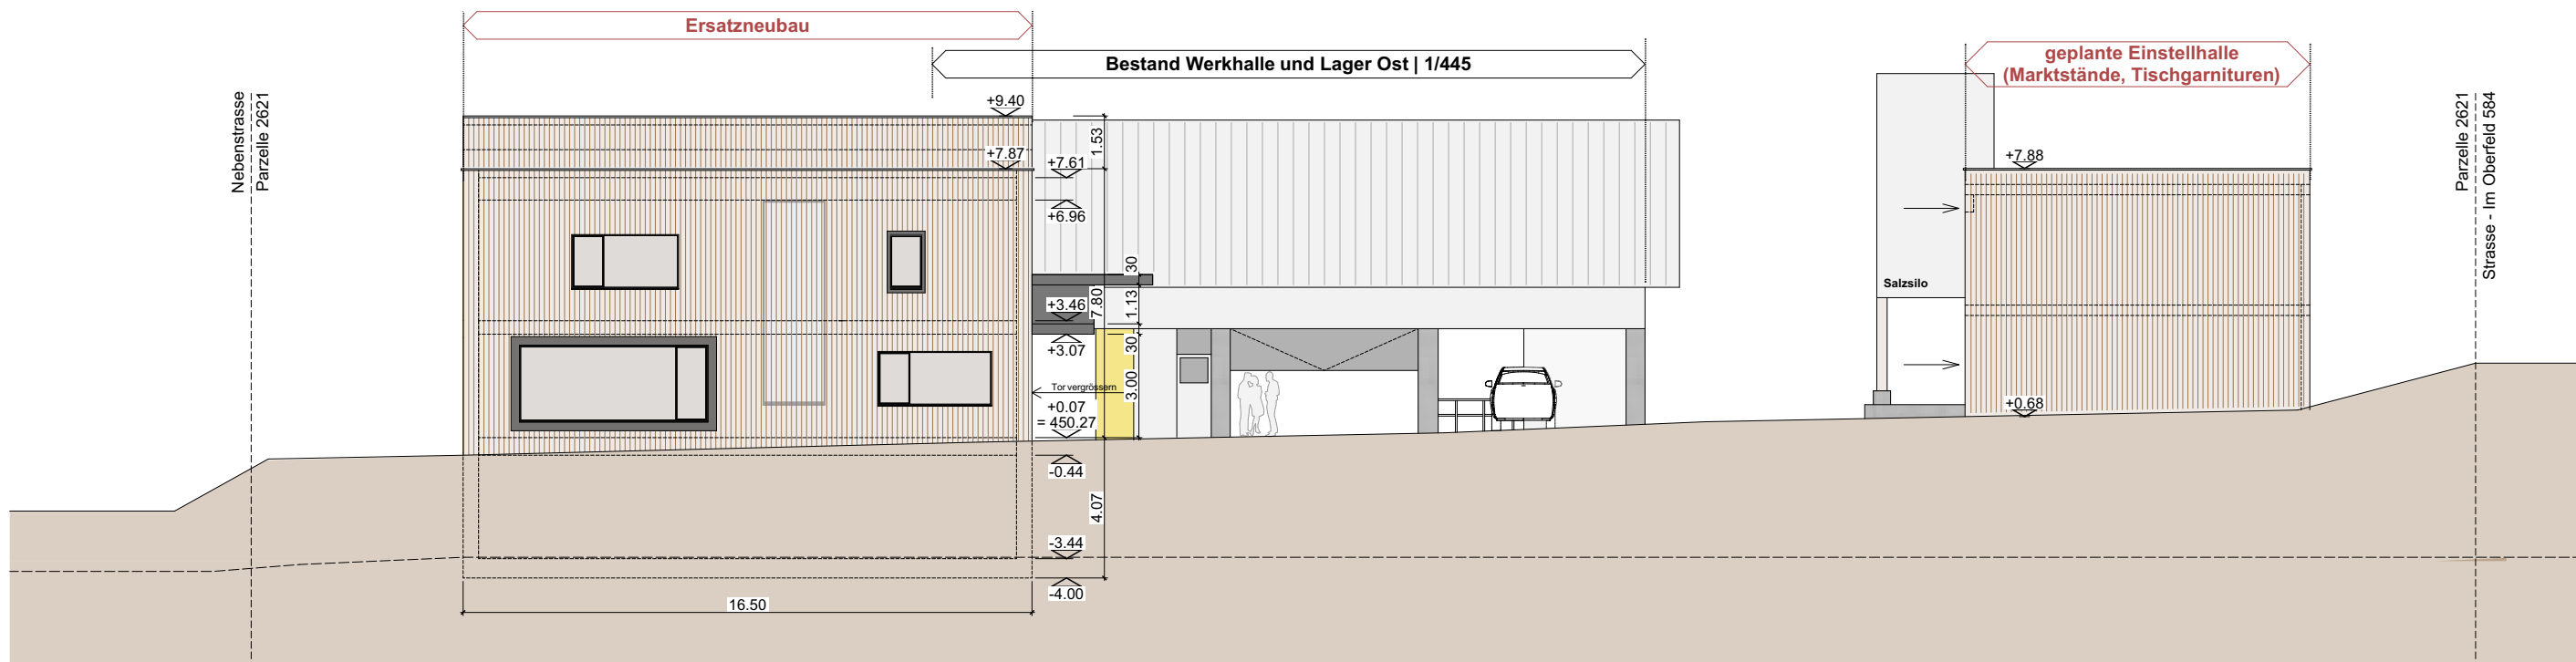 Ersatzneubau
Bestand Werkhalle und Lager Ost | 1/445
geplante Einstellhalle
(Marktstände, Tischgarnituren)
Nebenstrasse
Parzelle 2621
Parzelle 2621
Strasse - Im Oberfeld 584
+9.40
1.53
+7.87
+7.61
+7.88
+6.96
30
Salzsilo
+3.46
7.80
1.13
+3.07
30
Tor vergrössern
3.00
+0.07
= 450.27
+0.68
-0.44
4.07
-3.44
-4.00
16.50